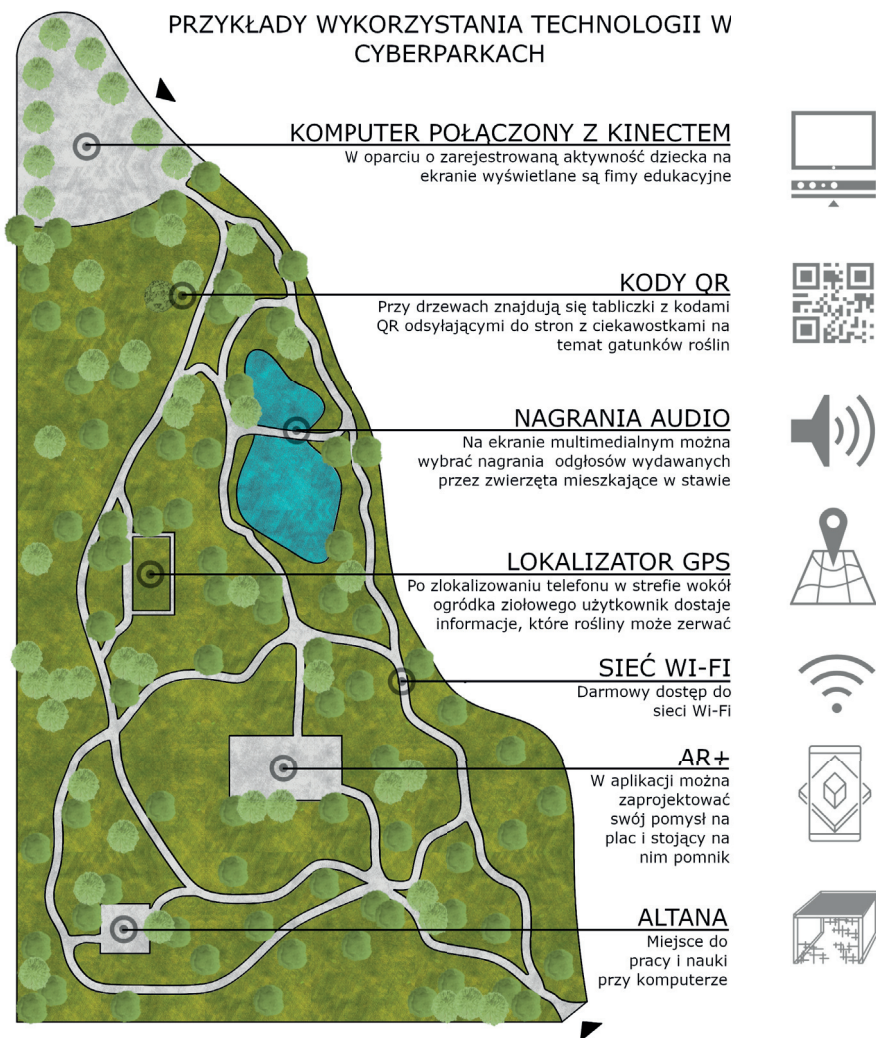 PRZYKŁADY WYKORZYSTANIA TECHNOLOGII W
CYBERPARKACH
KOMPUTER POŁĄCZONY Z KINECTEM
W oparciu o zarejestrowaną aktywność dziecka na
ekranie wyświetlane są fimy edukacyjne
KODY QR
Przy drzewach znajdują się tabliczki z kodami
QR odsyłającymi do stron z ciekawostkami na
temat gatunków roślin
NAGRANIA AUDIO
Na ekranie multimedialnym można
wybrać nagrania odgłosów wydawanych
przez zwierzęta mieszkające w stawie
LOKALIZATOR GPS
Po zlokalizowaniu telefonu w strefie wokół
ogródka ziołowego użytkownik dostaje
informacje, które rośliny może zerwać
SIEĆ WI-FI
Darmowy dostęp do
sieci Wi-Fi
AR+
W aplikacji można
zaprojektować
swój pomysł na
plac i stojący na
nim pomnik
ALTANA
Miejsce do
pracy i nauki
przy komputerze